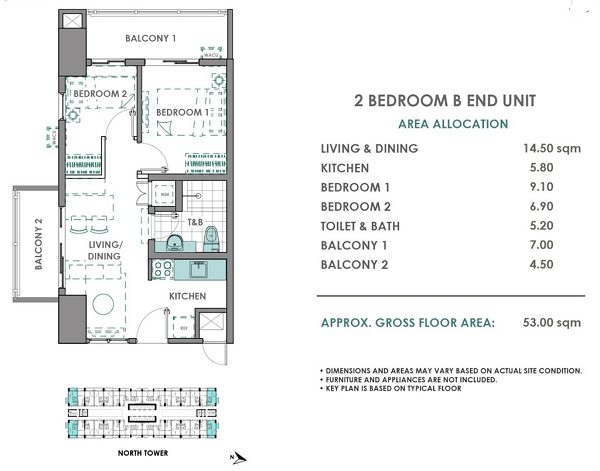 BALCONY 1
WACU
BEDROOM 2
BEDROOM 1
WACU
T&B
BALCONY 2
LIVING/
DINING
KITCHEN
REF
NORTH TOWER
N
2 BEDROOM B END UNIT
AREA ALLOCATION
LIVING & DINING 14.50 sqm
KITCHEN 5.80
BEDROOM 1 9.10
BEDROOM 2 6.90
TOILET & BATH 5.20
BALCONY 1 7.00
BALCONY 2 4.50
APPROX. GROSS FLOOR AREA: 53.00 sqm
• DIMENSIONS AND AREAS MAY VARY BASED ON ACTUAL SITE CONDITION.
• FURNITURE AND APPLIANCES ARE NOT INCLUDED.
• KEY PLAN IS BASED ON TYPICAL FLOOR